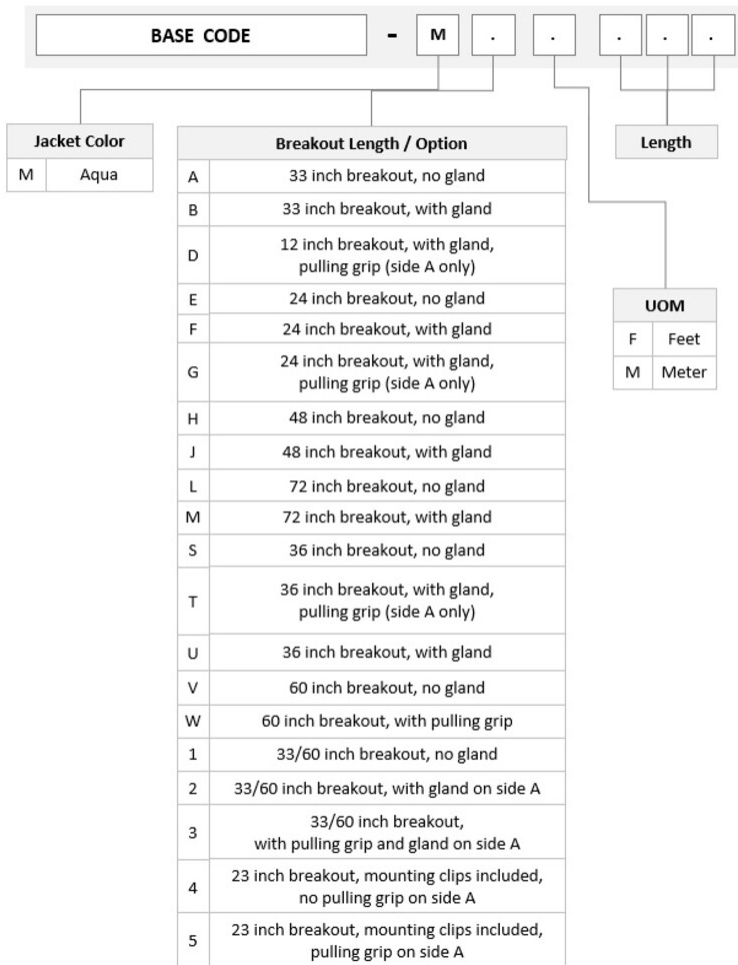 BASE CODE - M . . . . .
Jacket Color
M Aqua
Breakout Length / Option
A 33 inch breakout, no gland
B 33 inch breakout, with gland
D 12 inch breakout, with gland,
pulling grip (side A only)
E 24 inch breakout, no gland
F 24 inch breakout, with gland
G 24 inch breakout, with gland,
pulling grip (side A only)
H 48 inch breakout, no gland
J 48 inch breakout, with gland
L 72 inch breakout, no gland
M 72 inch breakout, with gland
S 36 inch breakout, no gland
T 36 inch breakout, with gland,
pulling grip (side A only)
U 36 inch breakout, with gland
V 60 inch breakout, no gland
W 60 inch breakout, with pulling grip
1 33/60 inch breakout, no gland
2 33/60 inch breakout, with gland on side A
3 33/60 inch breakout,
with pulling grip and gland on side A
4 23 inch breakout, mounting clips included,
no pulling grip on side A
5 23 inch breakout, mounting clips included,
pulling grip on side A
Length
UOM
F Feet
M Meter